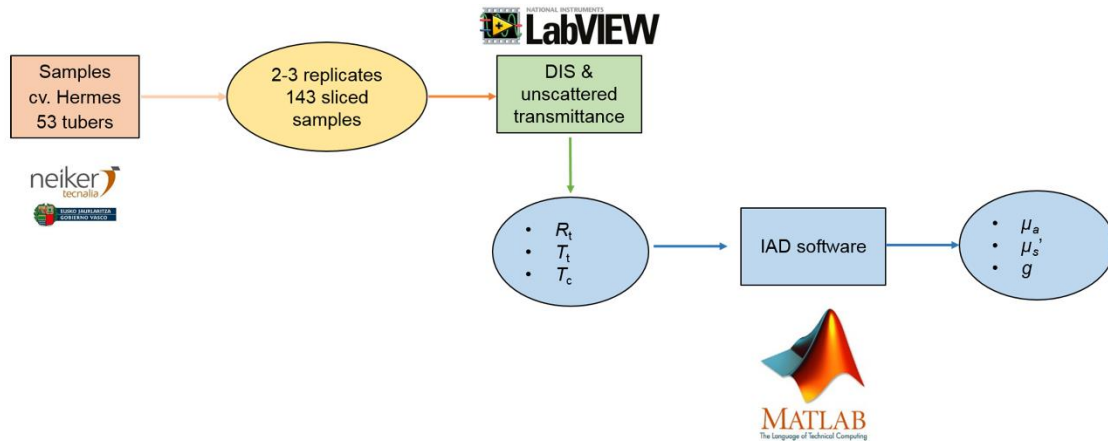 NATIONAL INSTRUMENTS
LabVIEW
Samples
cv. Hermes
53 tubers
2-3 replicates
143 sliced
samples
DIS &
unscattered
transmittance
neiker
tecnalia
EUSKO JAURLARITZA
GOBIERNO VASCO
• Rt
• Tt
• Tc
IAD software
• μa
• μs’
• g
MATLAB
The Language of Technical Computing